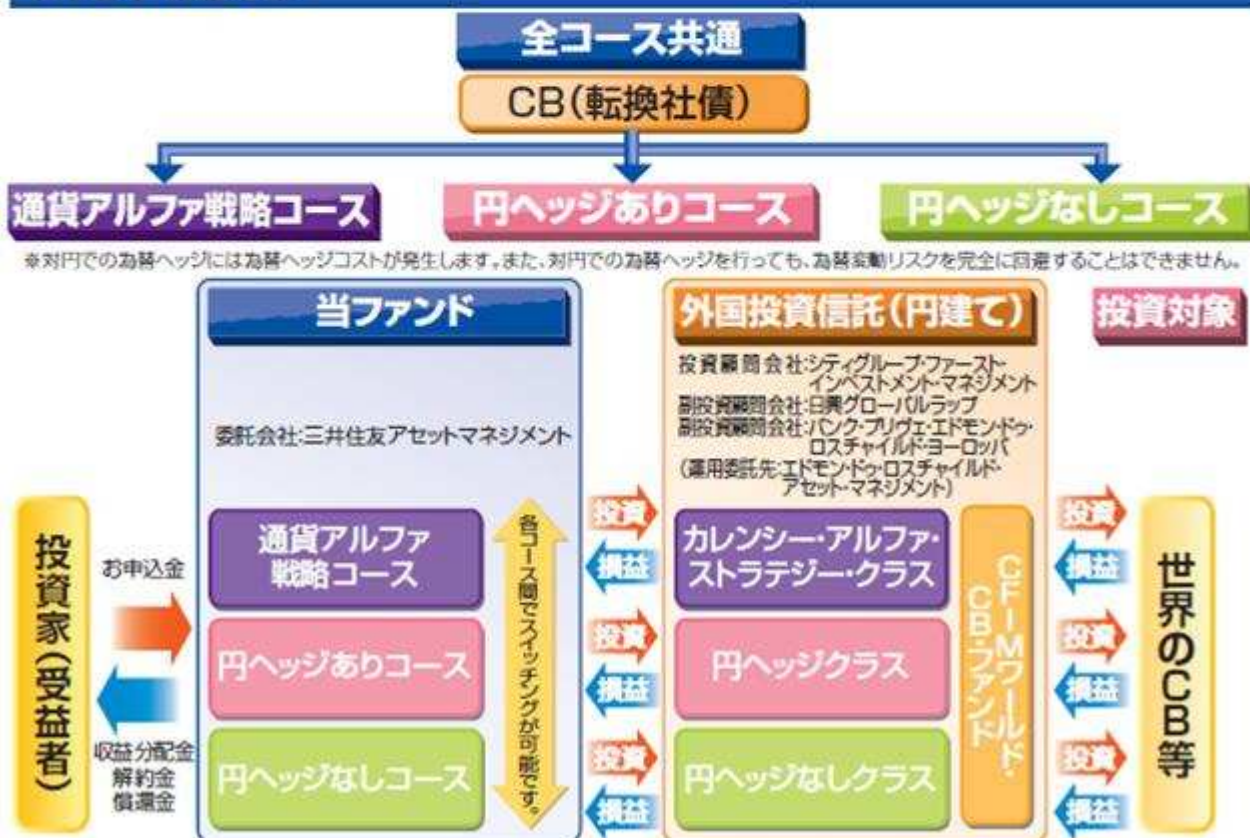 全コース共通
CB(転換社債)
通貨アルファ戦略コース
円ヘッジありコース
円ヘッジなしコース
※対円での為替ヘッジには為替ヘッジコストが発生します。また、対円での為替ヘッジを行っても、為替変動リスクを完全に回避することはできません。
当ファンド
外国投資信託(円建て)
投資対象
投資顧問会社:シティグループ・ファースト・
インベストメント・マネジメント
副投資顧問会社:日興グローバルラップ
副投資顧問会社:バンク・プリヴェ・エドモン・ドゥ・
ロスチャイルド・ヨーロッパ
(運用委託先:エドモン・ドゥ・ロスチャイルド・
アセット・マネジメント)
委託会社:三井住友アセットマネジメント
投資家(受益者)
お申込金
収益分配金
解約金
償還金
通貨アルファ
戦略コース
円ヘッジありコース
円ヘッジなしコース
各コース間でスイッチングが可能です。
投資
損益
投資
損益
投資
損益
カレンシー・アルファ・
ストラテジー・クラス
円ヘッジクラス
円ヘッジなしクラス
CFIMワールド・
CB・ファンド
投資
損益
投資
損益
投資
損益
世界のCB等